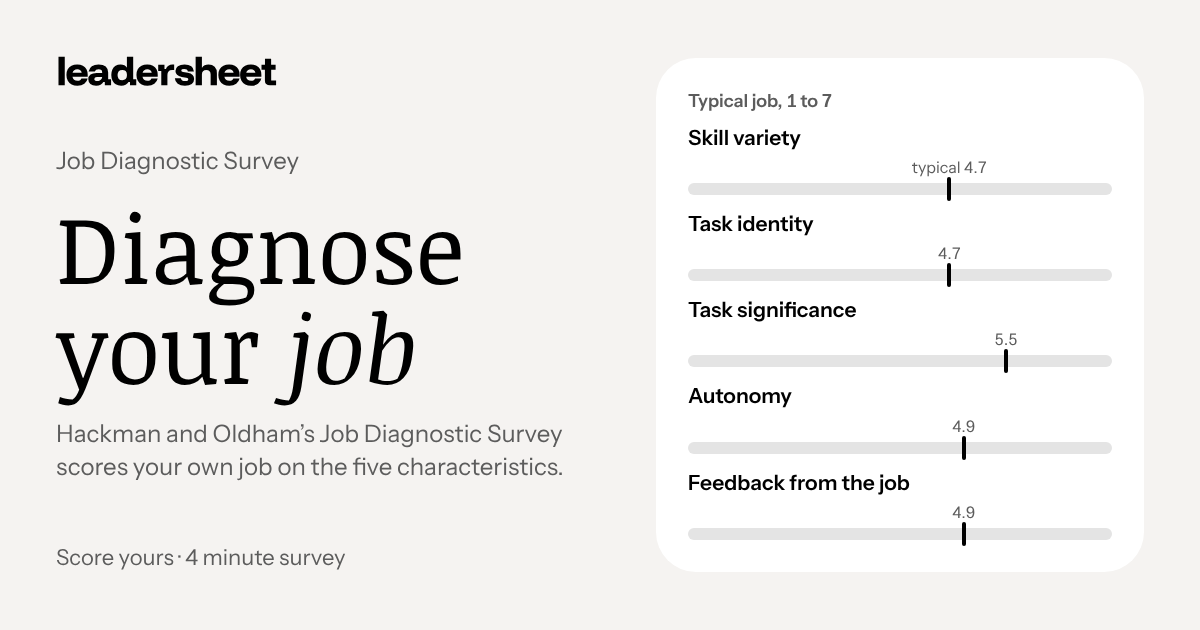 leadersheet
Job Diagnostic Survey
Diagnose
your job
Hackman and Oldham’s Job Diagnostic Survey
scores your own job on the five characteristics.
Score yours · 4 minute survey
Typical job, 1 to 7
Skill variety
typical 4.7
Task identity
4.7
Task significance
5.5
Autonomy
4.9
Feedback from the job
4.9